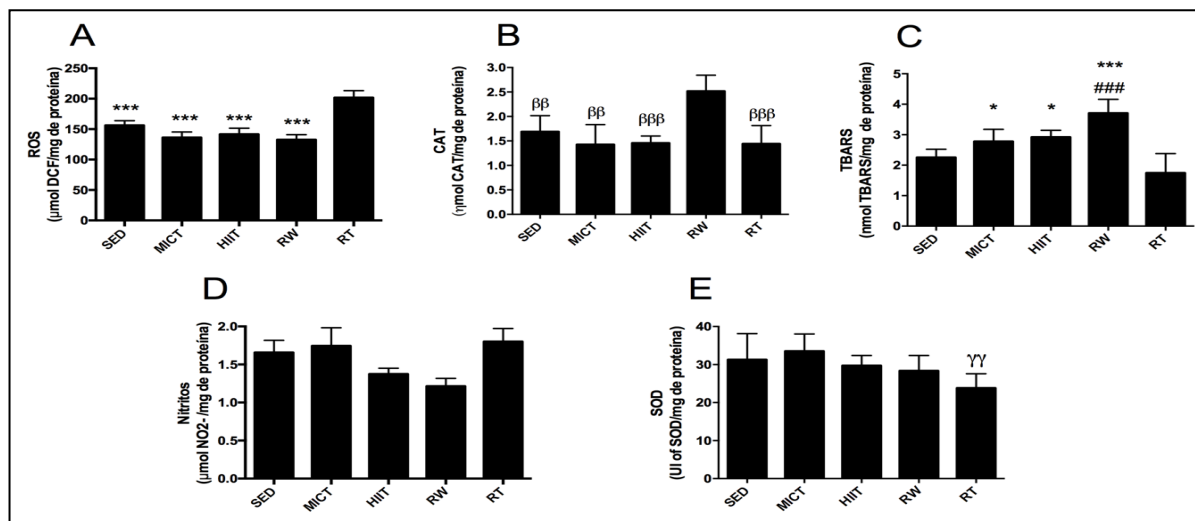 A
ROS
(µmol DCF/mg de proteína)
250
200
150
100
50
0
***
***
***
***
SED
MICT
HIIT
RW
RT
B
CAT
(ηmol CAT/mg de proteína)
3.0
2.5
2.0
1.5
1.0
0.5
0.0
ββ
ββ
βββ
βββ
SED
MICT
HIIT
RW
RT
C
TBARS
(nmol TBARS/mg de proteína)
5
4
3
2
1
0
*
*
***
###
SED
MICT
HIIT
RW
RT
D
Nitritos
(µmol NO2- /mg de proteína)
2.0
1.5
1.0
0.5
0.0
SED
MICT
HIIT
RW
RT
E
SOD
(UI of SOD/mg de proteína)
40
30
20
10
0
γγ
SED
MICT
HIIT
RW
RT